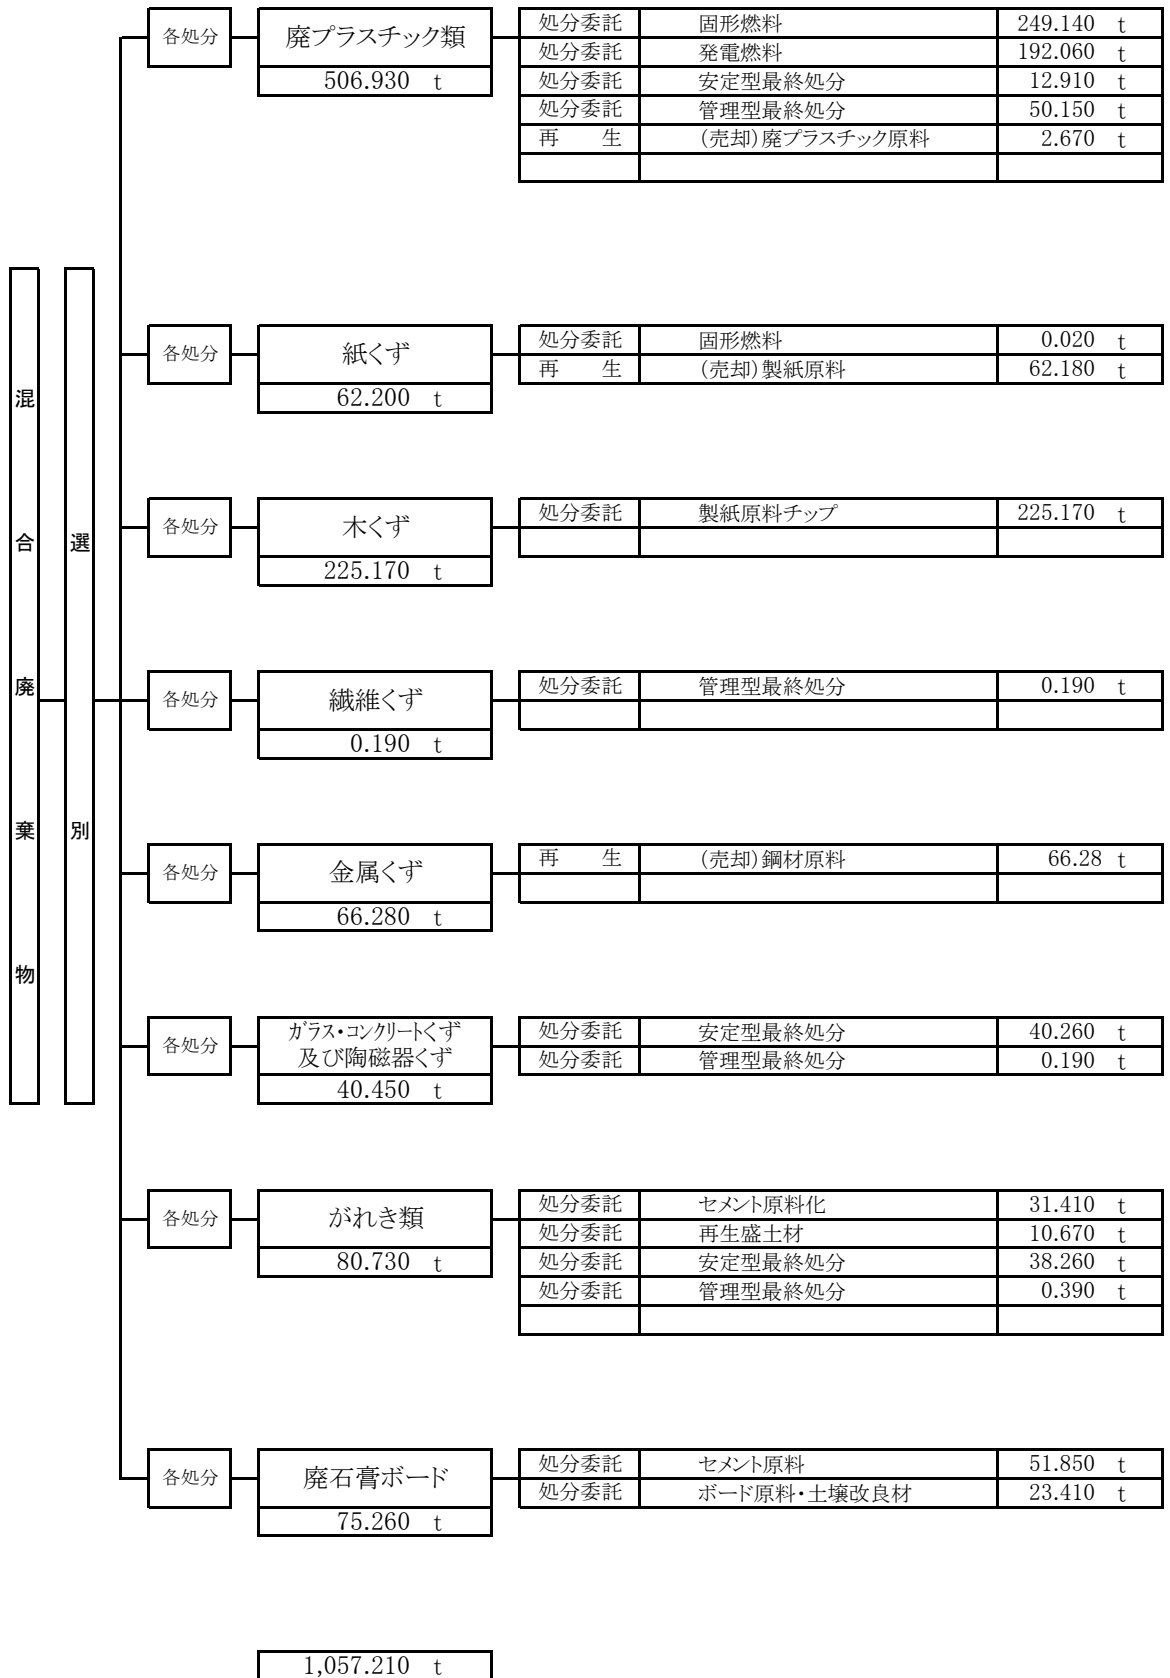 混合廃棄物
選別
各処分
廃プラスチック類
506.930 t
処分委託 固形燃料 249.140 t
処分委託 発電燃料 192.060 t
処分委託 安定型最終処分 12.910 t
処分委託 管理型最終処分 50.150 t
再 生 (売却)廃プラスチック原料 2.670 t
各処分
紙くず
62.200 t
処分委託 固形燃料 0.020 t
再 生 (売却)製紙原料 62.180 t
各処分
木くず
225.170 t
処分委託 製紙原料チップ 225.170 t
各処分
繊維くず
0.190 t
処分委託 管理型最終処分 0.190 t
各処分
金属くず
66.280 t
再 生 (売却)鋼材原料 66.28 t
各処分
ガラス・コンクリートくず
及び陶磁器くず
40.450 t
処分委託 安定型最終処分 40.260 t
処分委託 管理型最終処分 0.190 t
各処分
がれき類
80.730 t
処分委託 セメント原料化 31.410 t
処分委託 再生盛土材 10.670 t
処分委託 安定型最終処分 38.260 t
処分委託 管理型最終処分 0.390 t
各処分
廃石膏ボード
75.260 t
処分委託 セメント原料 51.850 t
処分委託 ボード原料・土壌改良材 23.410 t
1,057.210 t